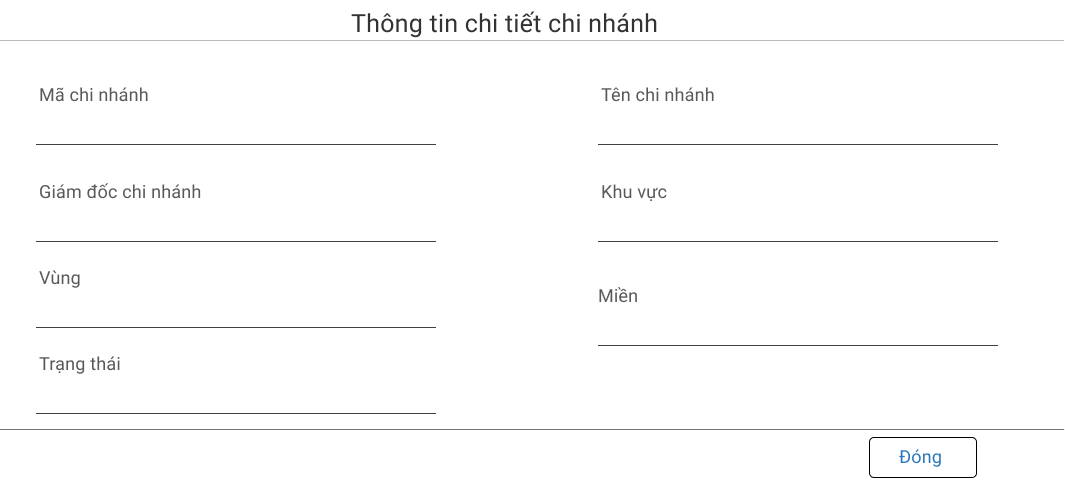 Thông tin chi tiết chi nhánh
Mã chi nhánh
Tên chi nhánh
Giám đốc chi nhánh
Khu vực
Vùng
Miền
Trạng thái
Đóng